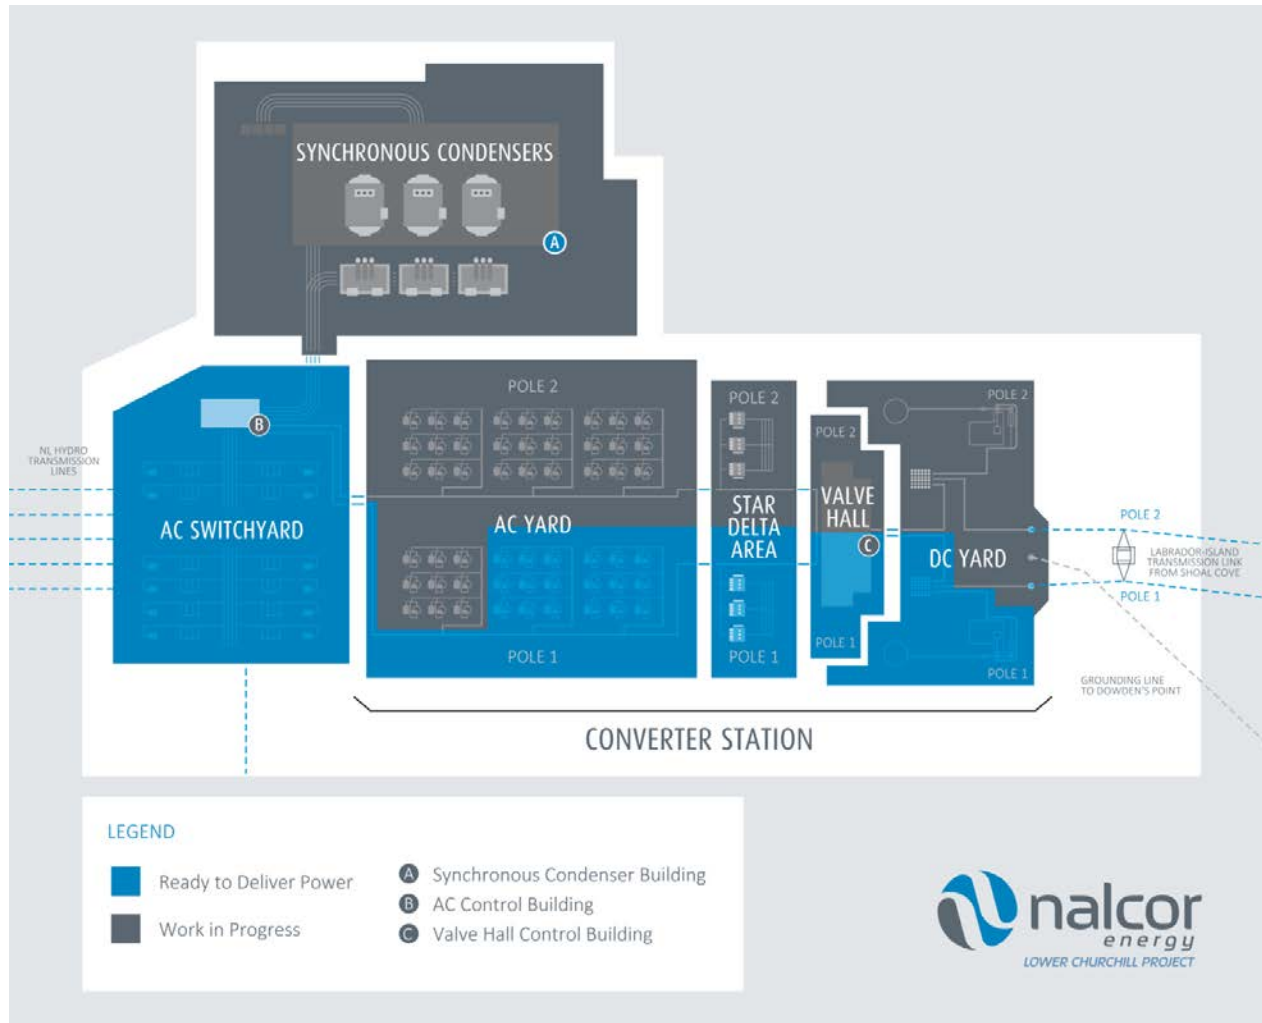 SYNCHRONOUS CONDENSERS
A
POLE 2
POLE 2
POLE 2
POLE 2
B
NL HYDRO
TRANSMISSION
LINES
AC SWITCHYARD
AC YARD
STAR
DELTA
AREA
VALVE
HALL
C
DC YARD
POLE 2
LABRADOR-ISLAND
TRANSMISSION LINK
FROM SHOAL COVE
POLE 1
POLE 1
POLE 1
POLE 1
POLE 1
GROUNDING LINE
TO DOWDEN'S POINT
CONVERTER STATION
LEGEND
Ready to Deliver Power
Work in Progress
A Synchronous Condenser Building
B AC Control Building
C Valve Hall Control Building
nalcor
energy
LOWER CHURCHILL PROJECT